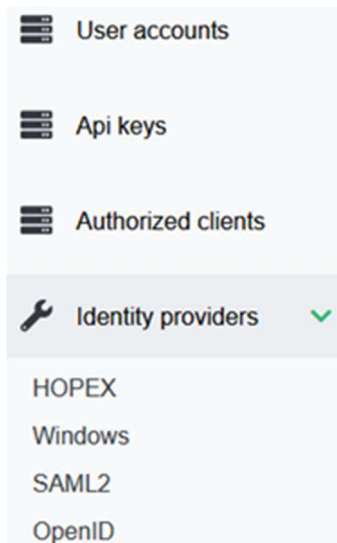 User accounts
Api keys
Authorized clients
Identity providers
HOPEX
Windows
SAML2
OpenID